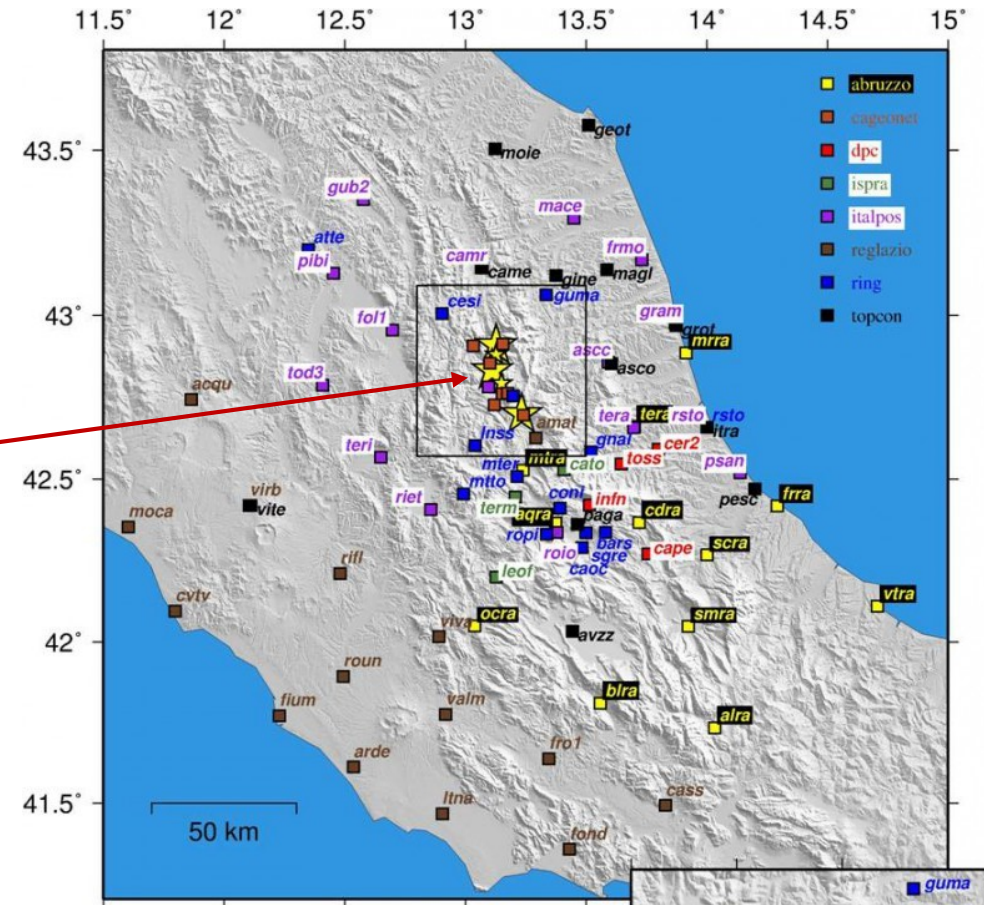 11.5° 12° 12.5° 13.0° 13.5° 14° 14.5° 15°
43.5°
43°
42.5°
42°
41.5°
abruzzo
cageonet
dpc
ispra
italpos
reglazio
ring
topcon
geot
moie
gub2
mace
atte
pibi
camr
came
frmo
gine
magl
guma
cesi
fol1
gram
grot
mrra
ascc
asco
tod3
acqu
tera
tera
rsto
rsto
itra
amat
lnss
gnal
cer2
toss
teri
mtra
mter
cato
psan
pesc
mtto
virb
vite
riet
term
conl
infn
frra
moca
aqra
paga
cdra
ropi
bars
roio
sgre
cape
scra
caoc
rifl
leof
cvtv
vtra
ocra
smra
viva
avzz
roun
blra
fium
valm
alra
arde
fro1
ltna
cass
50 km
fond
guma